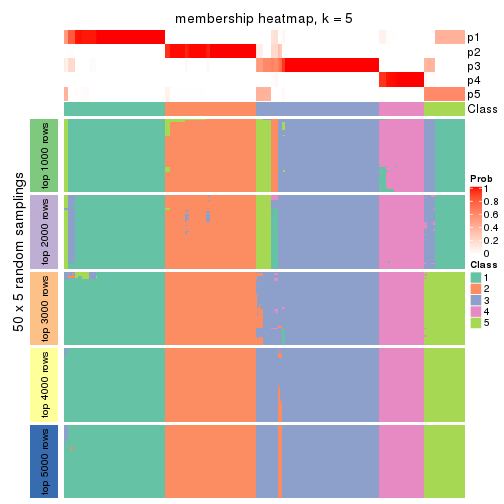 membership heatmap, k = 5
p1
p2
p3
p4
p5
Class
50 x 5 random samplings
top 1000 rows
top 2000 rows
top 3000 rows
top 4000 rows
top 5000 rows
Prob
1
0.8
0.6
0.4
0.2
0
Class
1
2
3
4
5